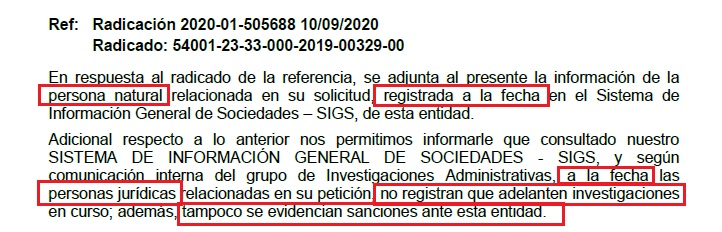 Ref: Radicación 2020-01-505688 10/09/2020
Radicado: 54001-23-33-000-2019-00329-00
En respuesta al radicado de la referencia, se adjunta al presente la información de la
persona natural relacionada en su solicitud, registrada a la fecha en el Sistema de
Información General de Sociedades – SIGS, de esta entidad.
Adicional respecto a lo anterior nos permitimos informarle que consultado nuestro
SISTEMA DE INFORMACIÓN GENERAL DE SOCIEDADES - SIGS, y según
comunicación interna del grupo de Investigaciones Administrativas, a la fecha las
personas jurídicas relacionadas en su petición, no registran que adelanten investigaciones
en curso; además, tampoco se evidencian sanciones ante esta entidad.